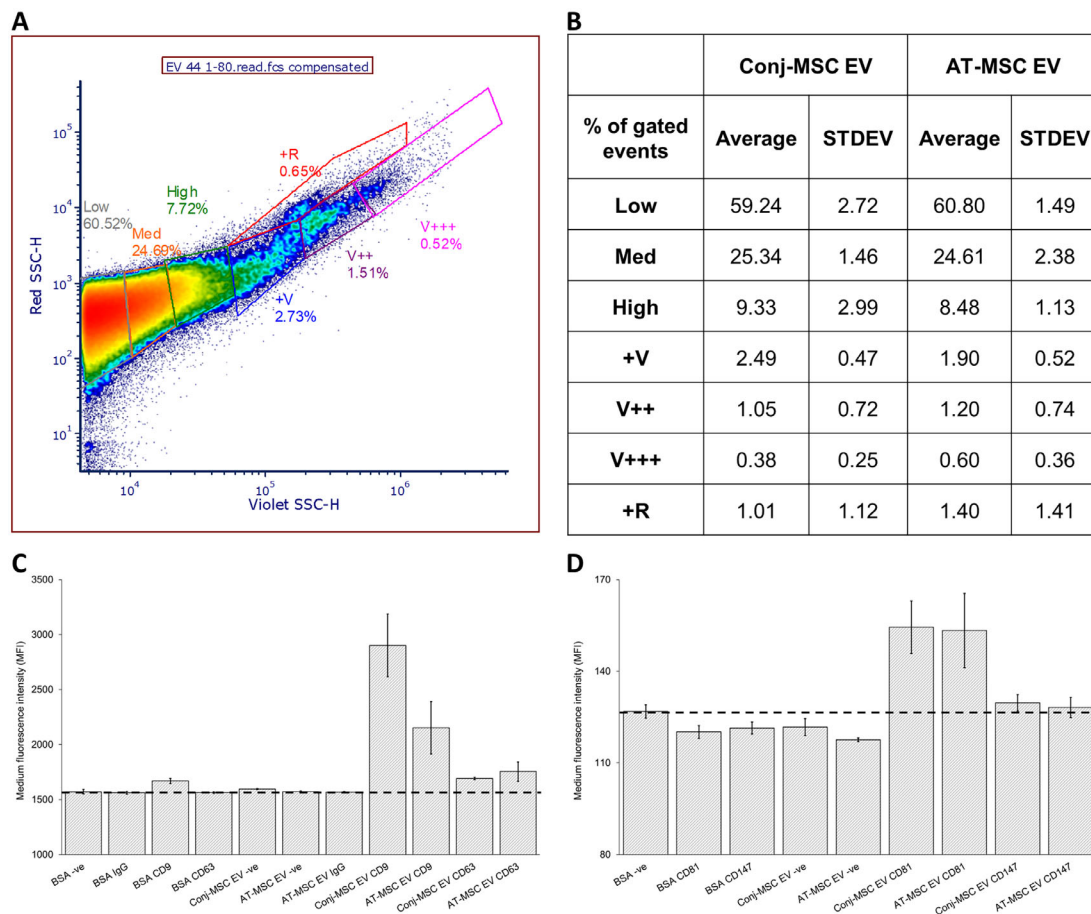 A
EV 44 1-80.read.fcs compensated
Red SSC-H
10^5
10^4
10^3
10^2
10^1
+R
0.65%
High
7.72%
Low
60.52%
Med
24.69%
V+++
0.52%
V++
1.51%
+V
2.73%
10^4
10^5
10^6
Violet SSC-H
B
Conj-MSC EV AT-MSC EV
% of gated events Average STDEV Average STDEV
Low 59.24 2.72 60.80 1.49
Med 25.34 1.46 24.61 2.38
High 9.33 2.99 8.48 1.13
+V 2.49 0.47 1.90 0.52
V++ 1.05 0.72 1.20 0.74
V+++ 0.38 0.25 0.60 0.36
+R 1.01 1.12 1.40 1.41
C
Medium fluorescence intensity (MFI)
3500
3000
2500
2000
1500
1000
BSA -ve
BSA IgG
BSA CD9
BSA CD63
Conj-MSC EV -ve
AT-MSC EV -ve
AT-MSC EV IgG
Conj-MSC EV CD9
AT-MSC EV CD9
Conj-MSC EV CD63
AT-MSC EV CD63
D
Medium fluorescence intensity (MFI)
170
140
110
80
BSA -ve
BSA CD81
BSA CD147
Conj-MSC EV -ve
AT-MSC EV -ve
Conj-MSC EV CD81
AT-MSC EV CD81
Conj-MSC EV CD147
AT-MSC EV CD147